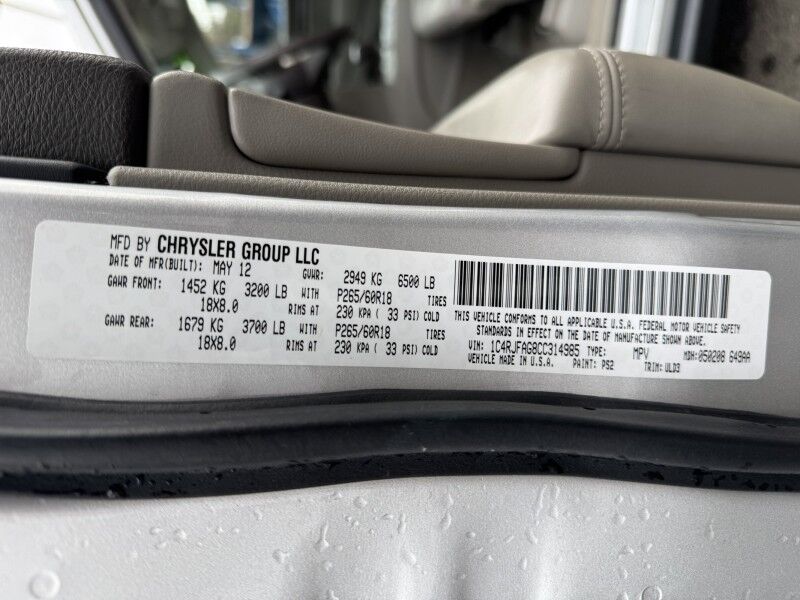 MFD BY CHRYSLER GROUP LLC
DATE OF MFR(BUILT): MAY 12 GVWR: 2949 KG 6500 LB
GAWR FRONT: 1452 KG 3200 LB WITH P265/60R18 TIRES
18X8.0 RIMS AT 230 KPA ( 33 PSI) COLD
GAWR REAR: 1679 KG 3700 LB WITH P265/60R18 TIRES
18X8.0 RIMS AT 230 KPA ( 33 PSI) COLD
THIS VEHICLE CONFORMS TO ALL APPLICABLE U.S.A. FEDERAL MOTOR VEHICLE SAFETY
STANDARDS IN EFFECT ON THE DATE OF MANUFACTURE SHOWN ABOVE.
VIN: 1C4RJFAG8CC314985 TYPE: MPV MDH:050208 649AA
VEHICLE MADE IN U.S.A. PAINT: PS2 TRIM: ULD3